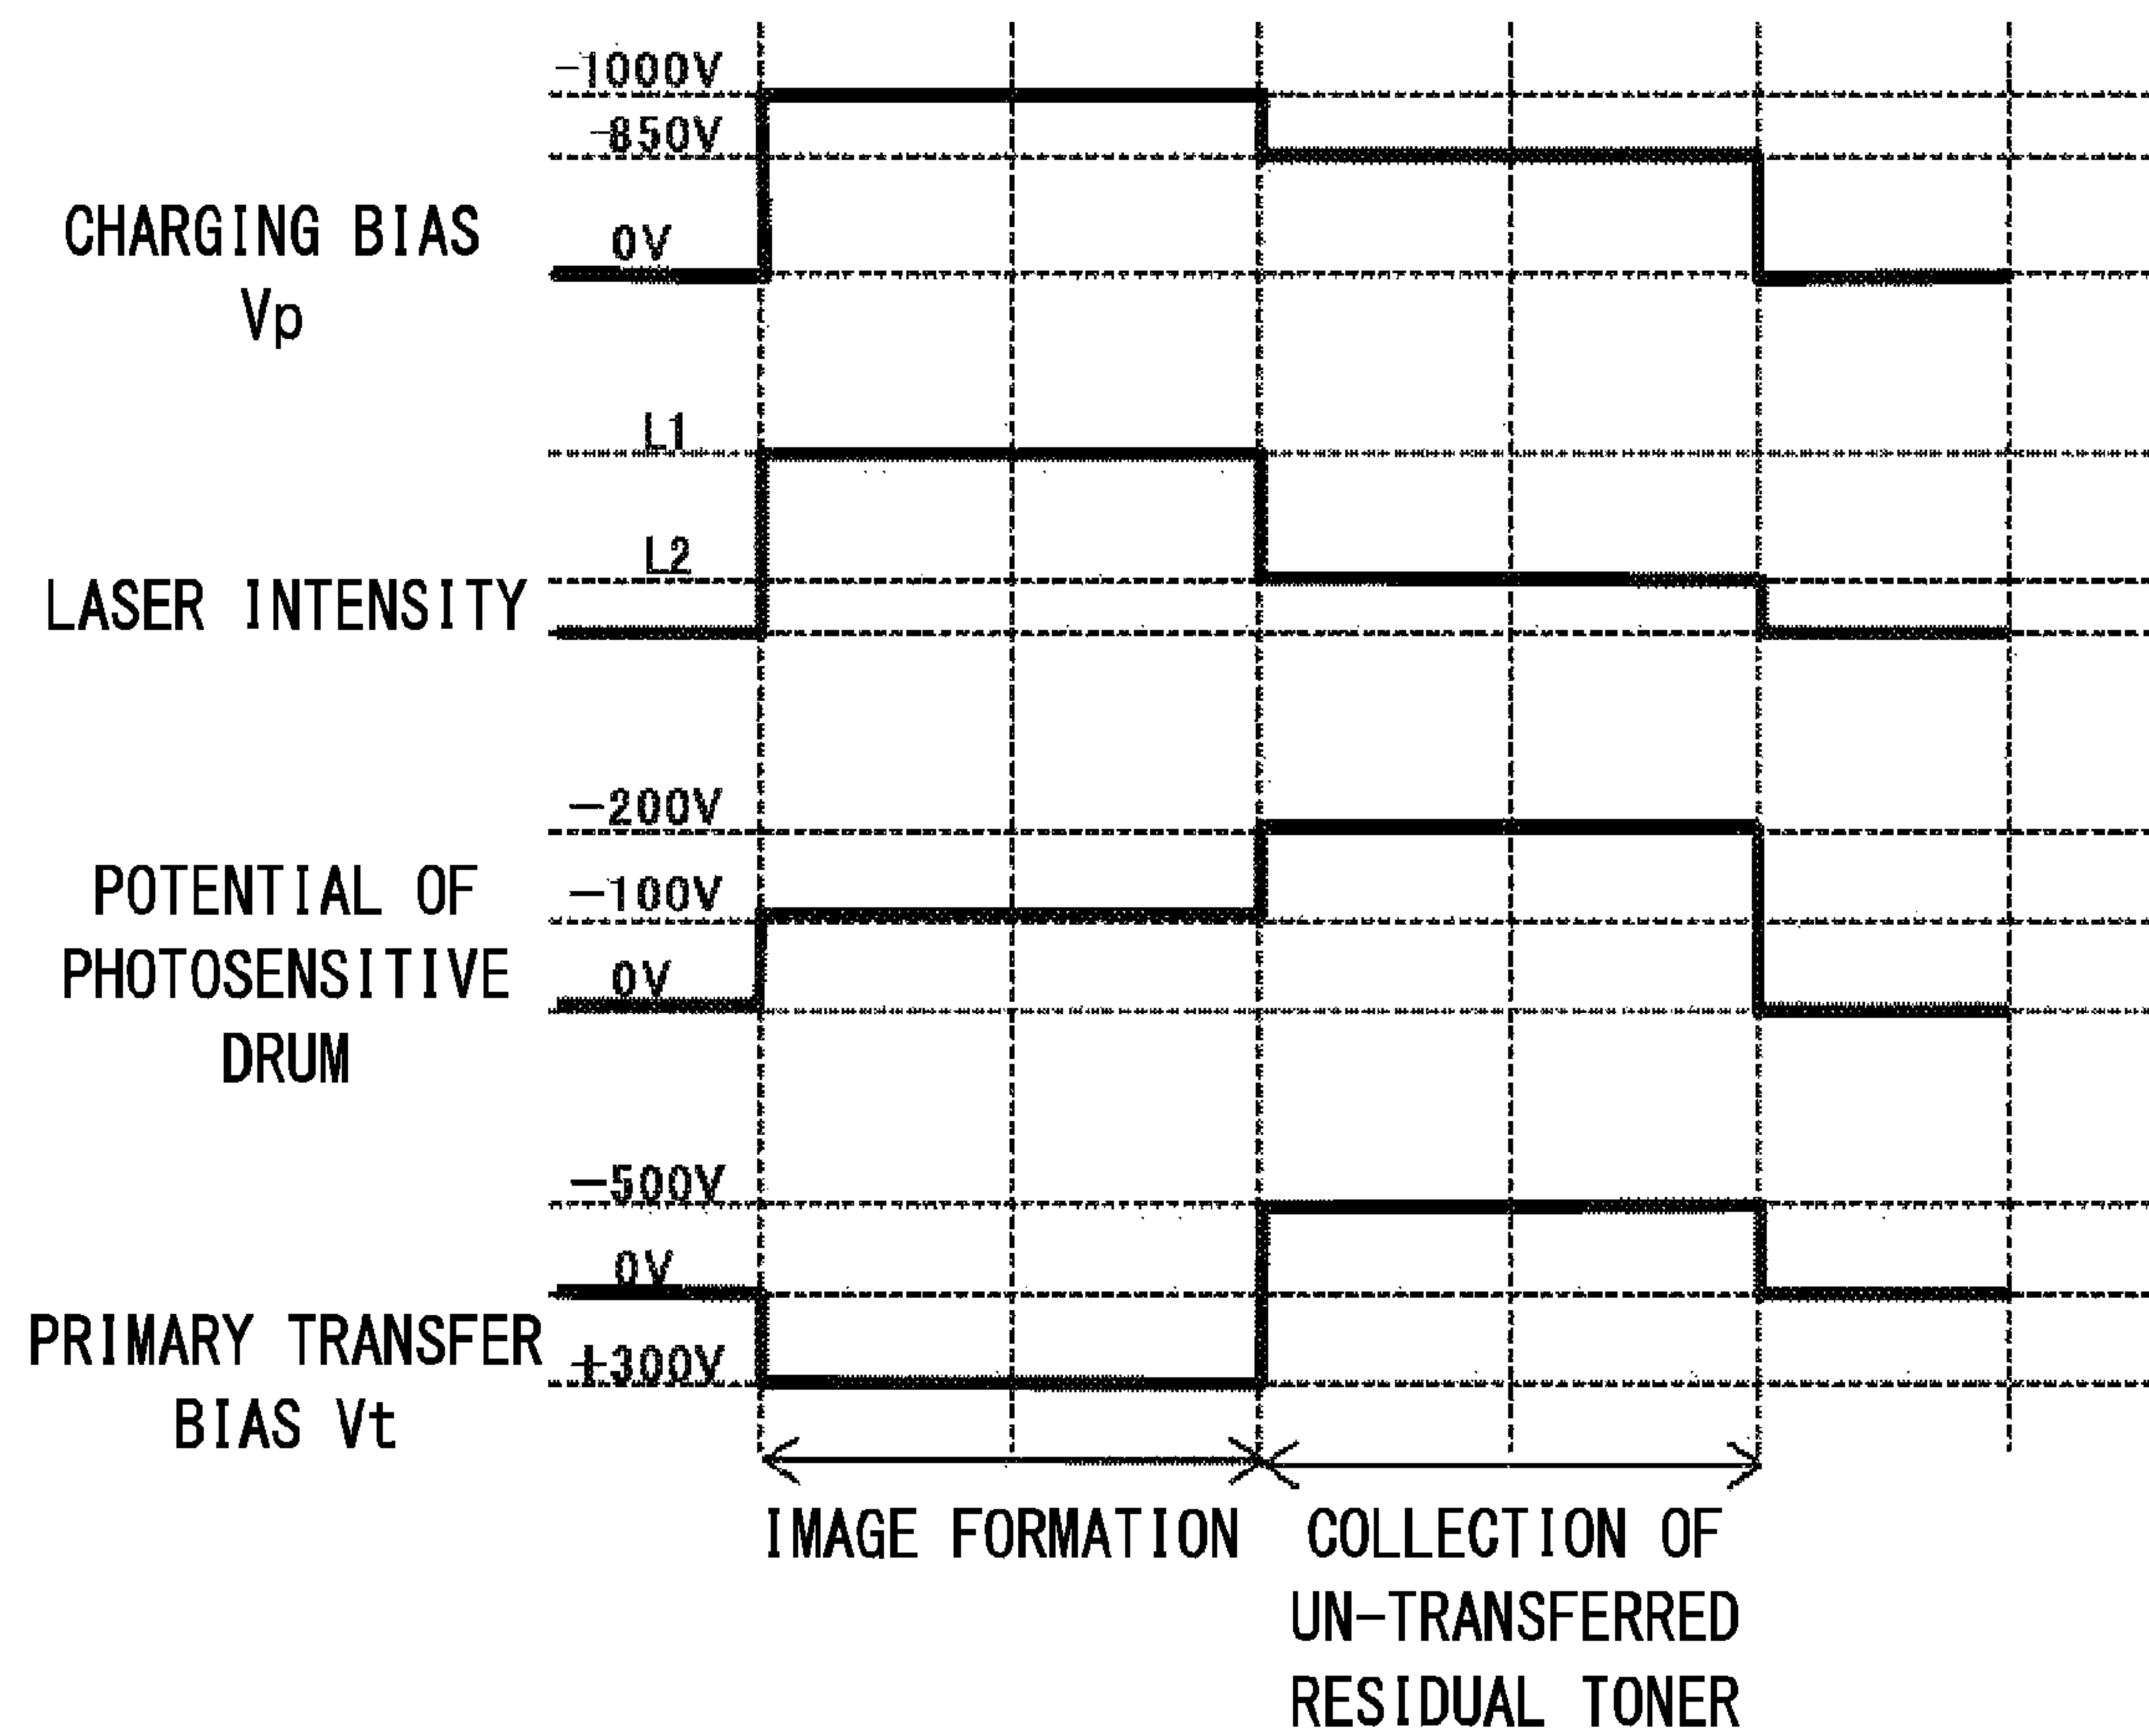 -1000V
-850V
CHARGING BIAS
0V
Vp
L1
L2
LASER INTENSITY
-200V
POTENTIAL OF
-100V
PHOTOSENSITIVE
0V
DRUM
-500V
0V
PRIMARY TRANSFER
+300V
BIAS Vt
IMAGE FORMATION
COLLECTION OF
UN-TRANSFERRED
RESIDUAL TONER